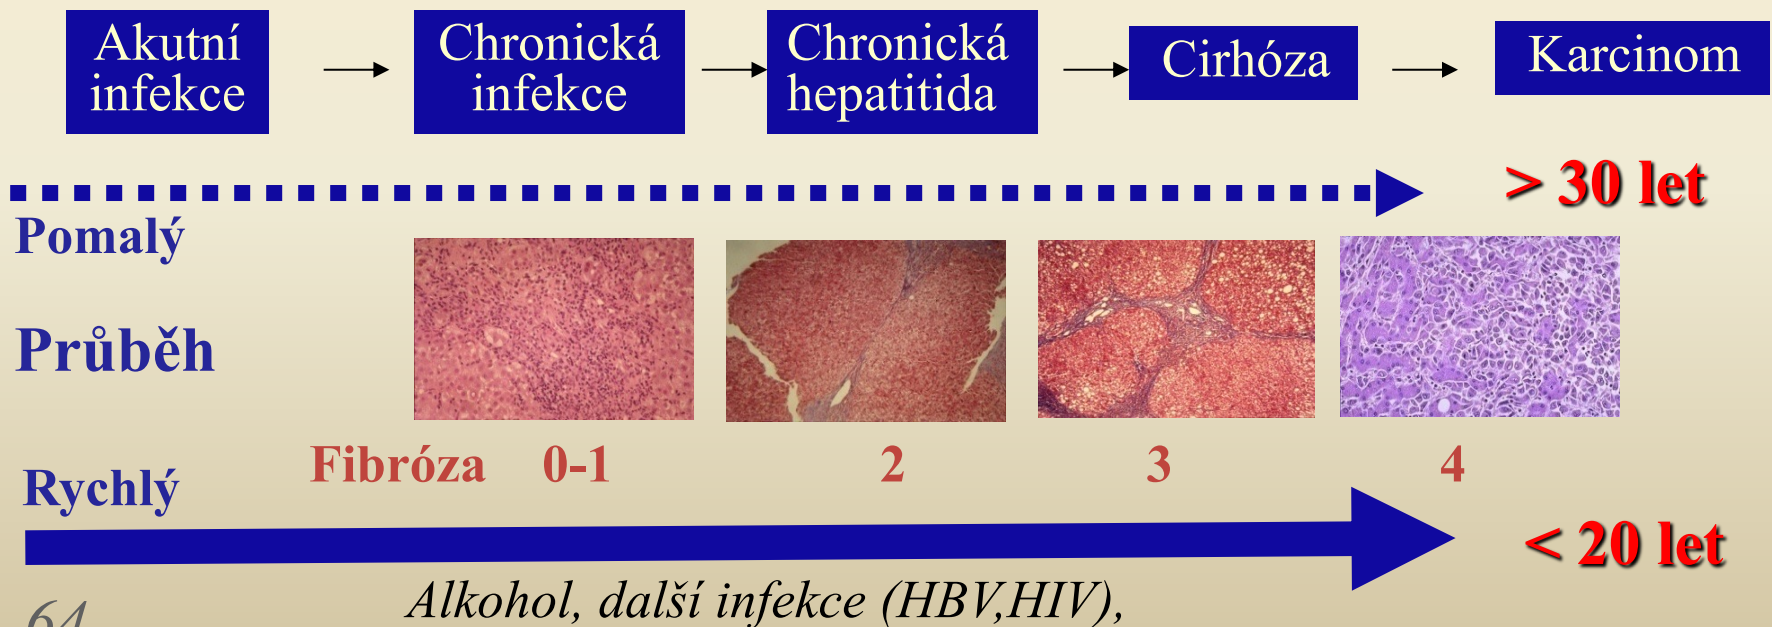 Akutní
infekce
Chronická
infekce
Chronická
hepatitida
Cirhóza
Karcinom
> 30 let
Pomalý
Průběh
Fibróza 0-1 2 3 4
Rychlý
< 20 let
Alkohol, další infekce (HBV,HIV),
64